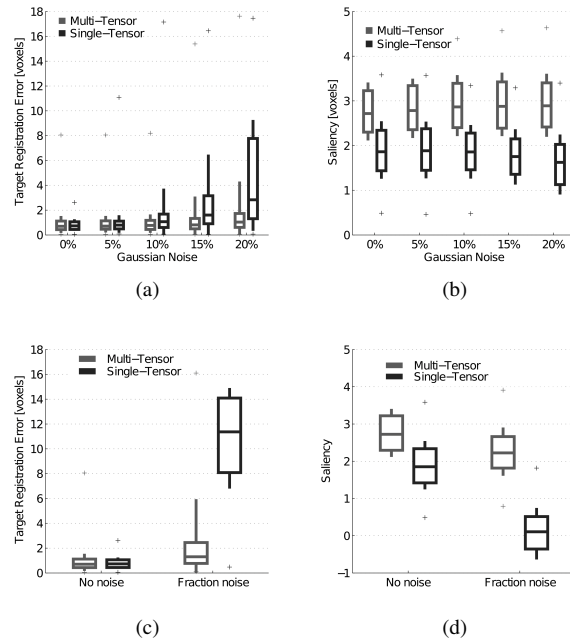 18
16
14
12
10
8
6
4
2
0
Target Registration Error [voxels]
Multi−Tensor
Single−Tensor
0% 5% 10% 15% 20%
Gaussian Noise
(a)
5
4
3
2
1
0
Saliency [voxels]
Multi−Tensor
Single−Tensor
0% 5% 10% 15% 20%
Gaussian Noise
(b)
18
16
14
12
10
8
6
4
2
0
Target Registration Error [voxels]
Multi−Tensor
Single−Tensor
No noise Fraction noise
(c)
5
4
3
2
1
0
−1
Saliency
Multi−Tensor
Single−Tensor
No noise Fraction noise
(d)